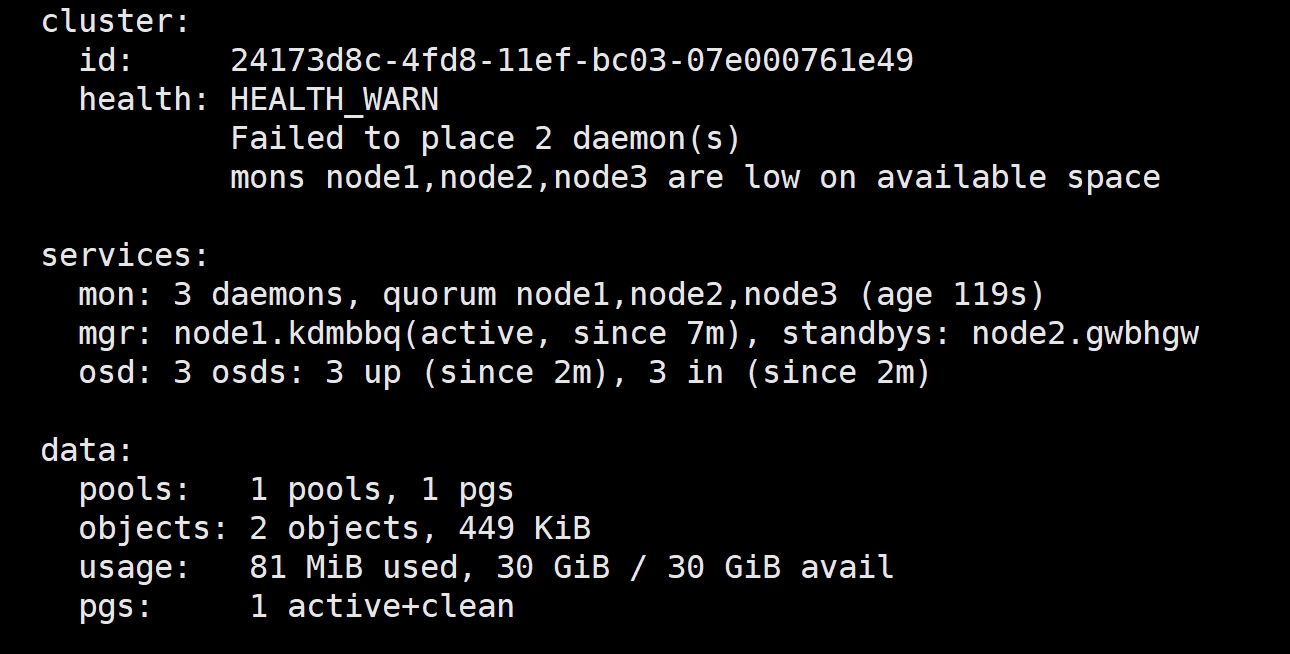 cluster:
id: 24173d8c-4fd8-11ef-bc03-07e000761e49
health: HEALTH_WARN
Failed to place 2 daemon(s)
mons node1,node2,node3 are low on available space
services:
mon: 3 daemons, quorum node1,node2,node3 (age 119s)
mgr: node1.kdmbbq(active, since 7m), standbys: node2.gwbhgw
osd: 3 osds: 3 up (since 2m), 3 in (since 2m)
data:
pools: 1 pools, 1 pgs
objects: 2 objects, 449 KiB
usage: 81 MiB used, 30 GiB / 30 GiB avail
pgs: 1 active+clean